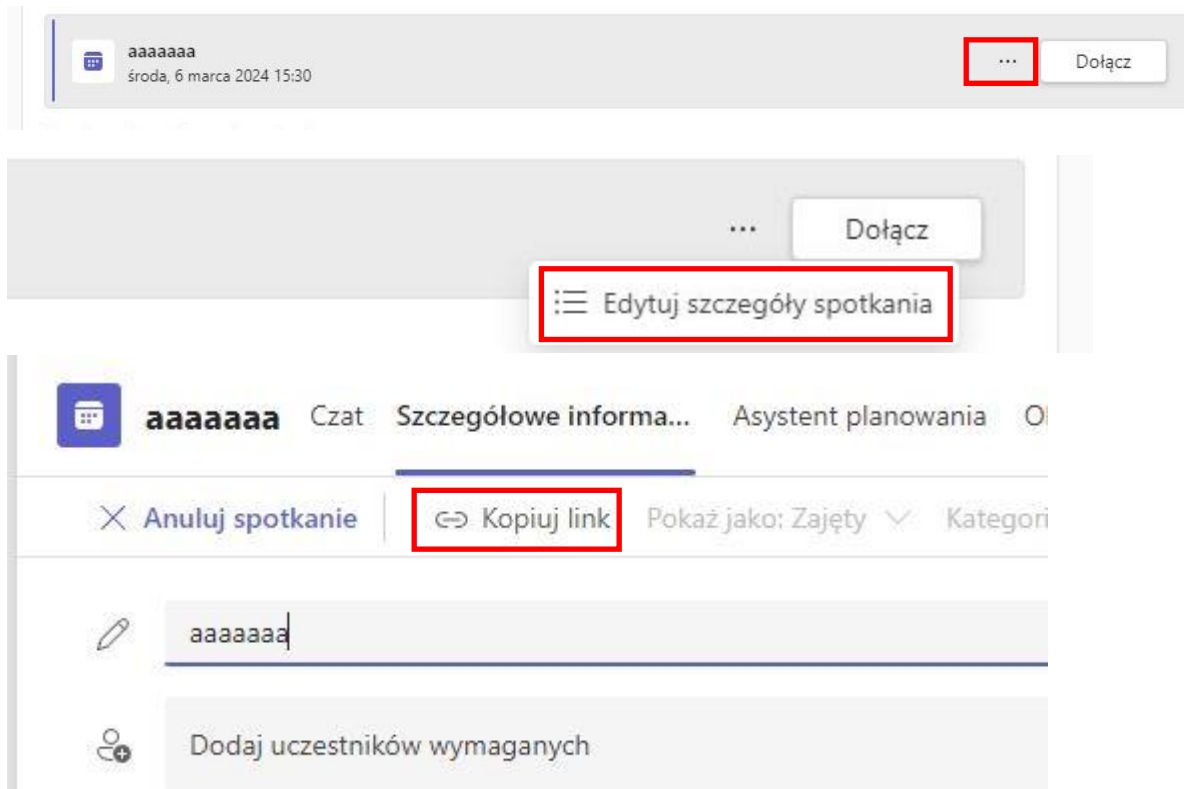 aaaaaaa
środa, 6 marca 2024 15:30
... Dołącz
... Dołącz
Edytuj szczegóły spotkania
aaaaaaa Czat Szczegółowe informa... Asystent planowania
Anuluj spotkanie Kopiuj link Pokaż jako: Zajęty
aaaaaaa
Dodaj uczestników wymaganych